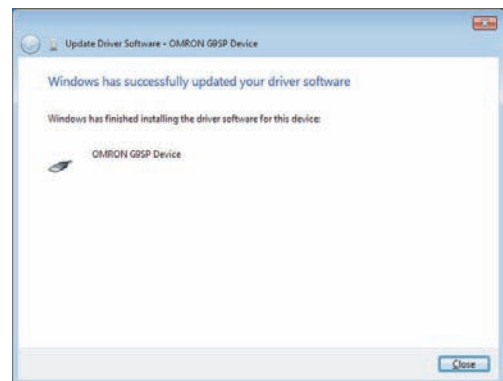 Update Driver Software - OMRON G9SP Device
Windows has successfully updated your driver software
Windows has finished installing the driver software for this device:
OMRON G9SP Device
Close